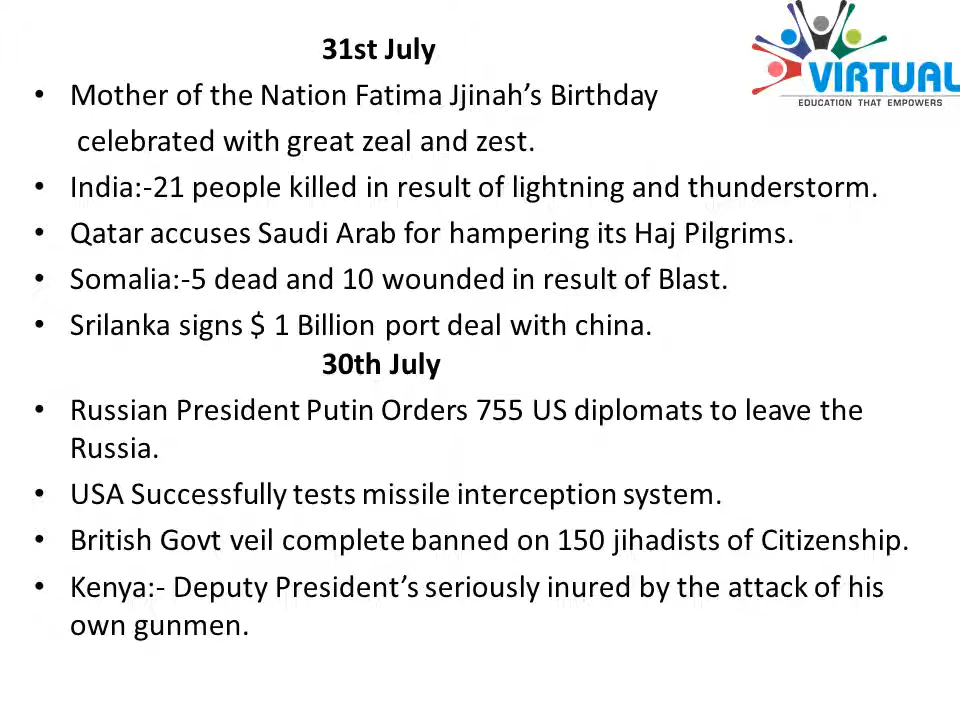 31st July
VIRTUAL
EDUCATION THAT EMPOWERS
• Mother of the Nation Fatima Jjinah’s Birthday
celebrated with great zeal and zest.
• India:-21 people killed in result of lightning and thunderstorm.
• Qatar accuses Saudi Arab for hampering its Haj Pilgrims.
• Somalia:-5 dead and 10 wounded in result of Blast.
• Srilanka signs $ 1 Billion port deal with china.
30th July
• Russian President Putin Orders 755 US diplomats to leave the
Russia.
• USA Successfully tests missile interception system.
• British Govt veil complete banned on 150 jihadists of Citizenship.
• Kenya:- Deputy President’s seriously inured by the attack of his
own gunmen.